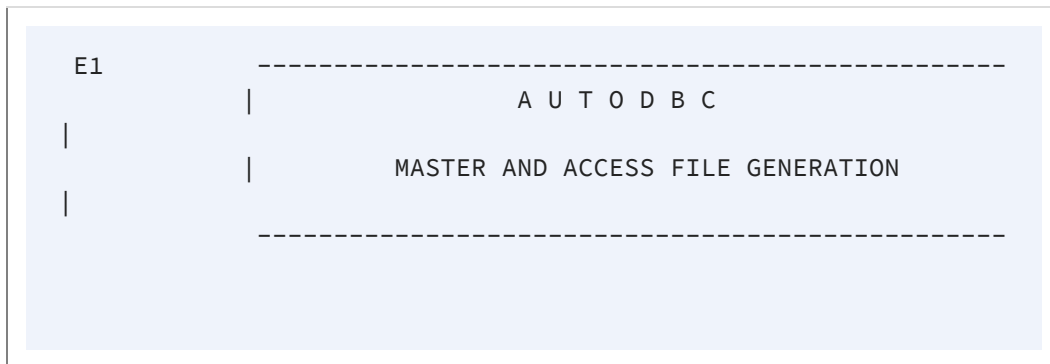 E1 -------------------------------------------------
| A U T O D B C
|
| MASTER AND ACCESS FILE GENERATION
|
-------------------------------------------------